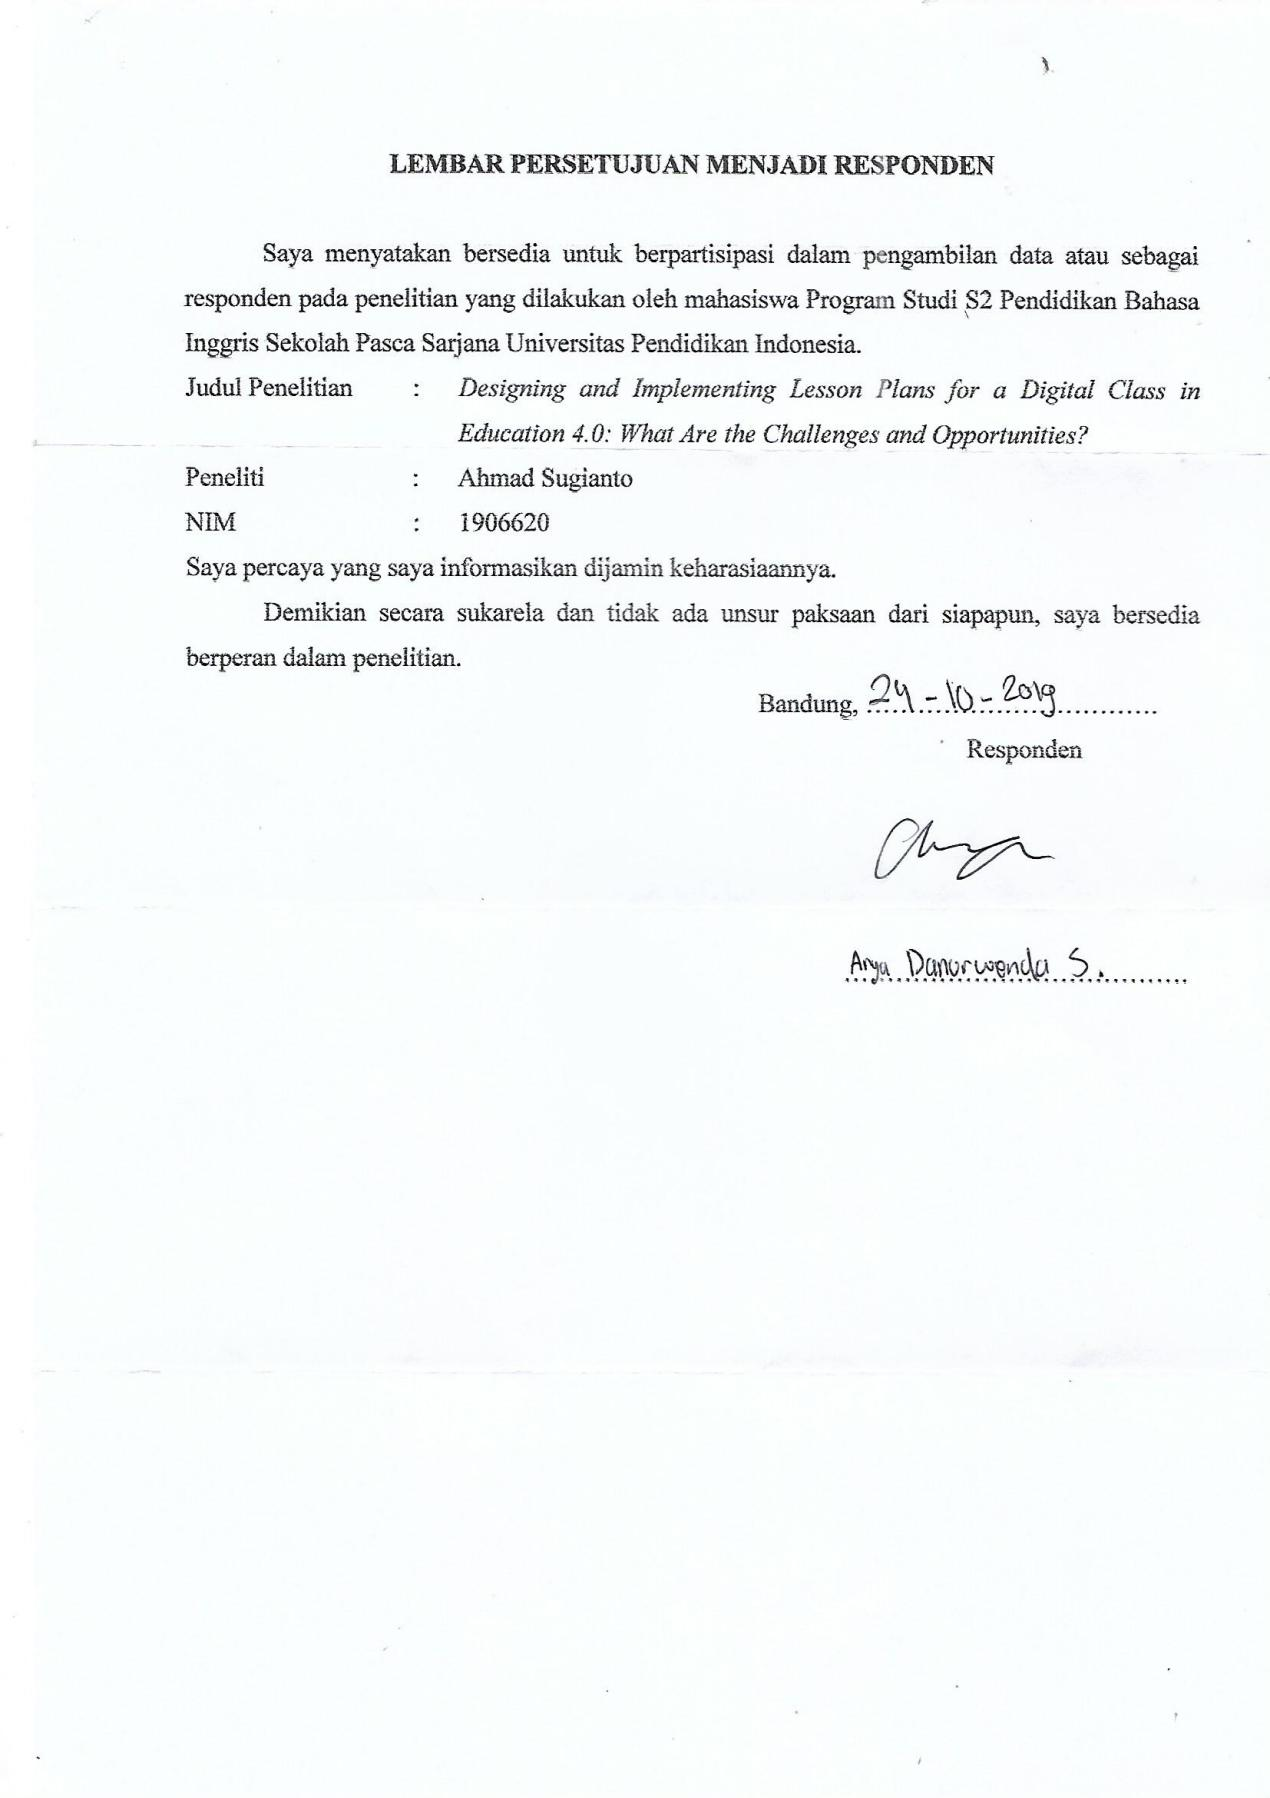 LEMBAR PERSETUJUAN MENJADI RESPONDEN
Saya menyatakan bersedia untuk berpartisipasi dalam pengambilan data atau sebagai
responden pada penelitian yang dilakukan oleh mahasiswa Program Studi S2 Pendidikan Bahasa
Inggris Sekolah Pasca Sarjana Universitas Pendidikan Indonesia.
Judul Penelitian : Designing and Implementing Lesson Plans for a Digital Class in
Education 4.0: What Are the Challenges and Opportunities?
Peneliti : Ahmad Sugianto
NIM : 1906620
Saya percaya yang saya informasikan dijamin keharasiaannya.
Demikian secara sukarela dan tidak ada unsur paksaan dari siapapun, saya bersedia
berperan dalam penelitian.
Bandung, 24-10-2019
Responden
Arya Danurwenda S.